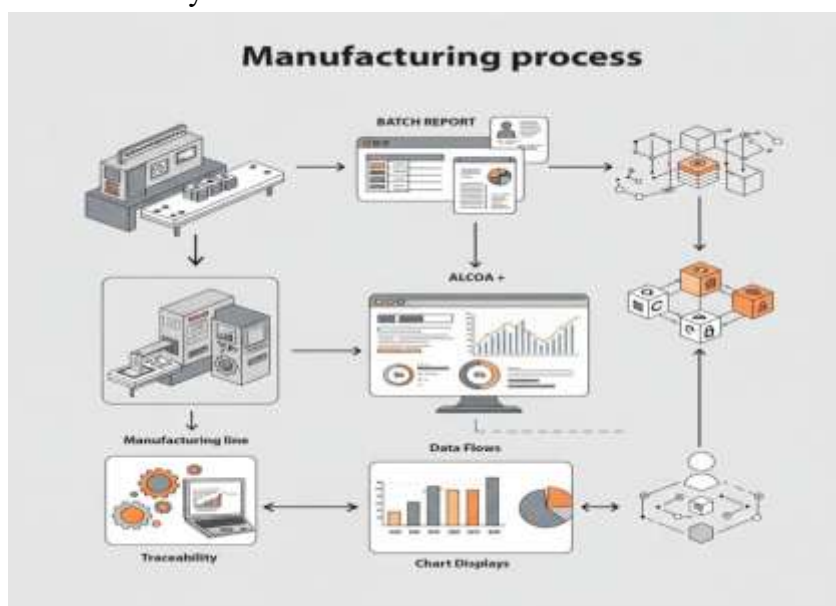 y
Manufacturing process
BATCH REPORT
ALCOA +
Manufacturing line
Data Flows
Traceability
Chart Displays